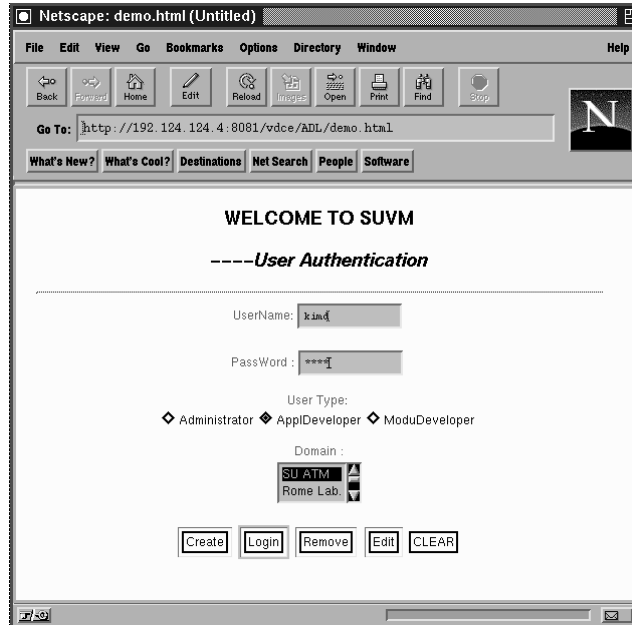 Netscape: demo.html (Untitled)
File Edit View Go Bookmarks Options Directory Window Help
Back Forward Home Edit Reload Images Open Print Find Stop
Go To: http://192.124.124.4:8081/vdce/ADL/demo.html
N
What's New? What's Cool? Destinations Net Search People Software
WELCOME TO SUVM
----User Authentication
UserName: kimd
PassWord : ****
User Type:
Administrator ApplDeveloper ModuDeveloper
Domain :
SU ATM
Rome Lab.
Create Login Remove Edit CLEAR